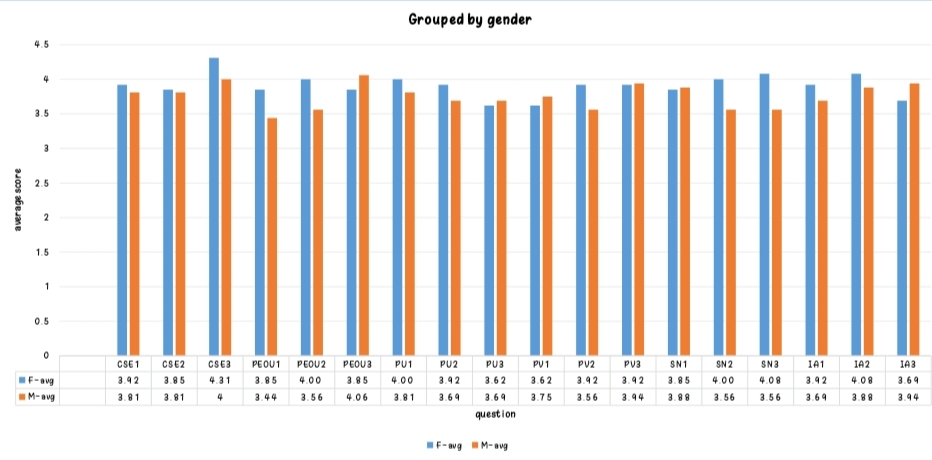 Grouped by gender
4.5
4
3.5
3
2.5
2
1.5
1
0.5
0
average score
CSE1 CSE2 CSE3 PEOU1 PEOU2 PEOU3 PU1 PU2 PU3 PV1 PV2 PV3 SN1 SN2 SN3 IA1 IA2 IA3
F-avg 3.92 3.85 4.31 3.85 4.00 3.85 4.00 3.92 3.62 3.62 3.92 3.92 3.85 4.00 4.08 3.92 4.08 3.69
M-avg 3.81 3.81 4 3.44 3.56 4.06 3.81 3.69 3.69 3.75 3.56 3.94 3.88 3.56 3.56 3.69 3.88 3.94
question
F-avg M-avg